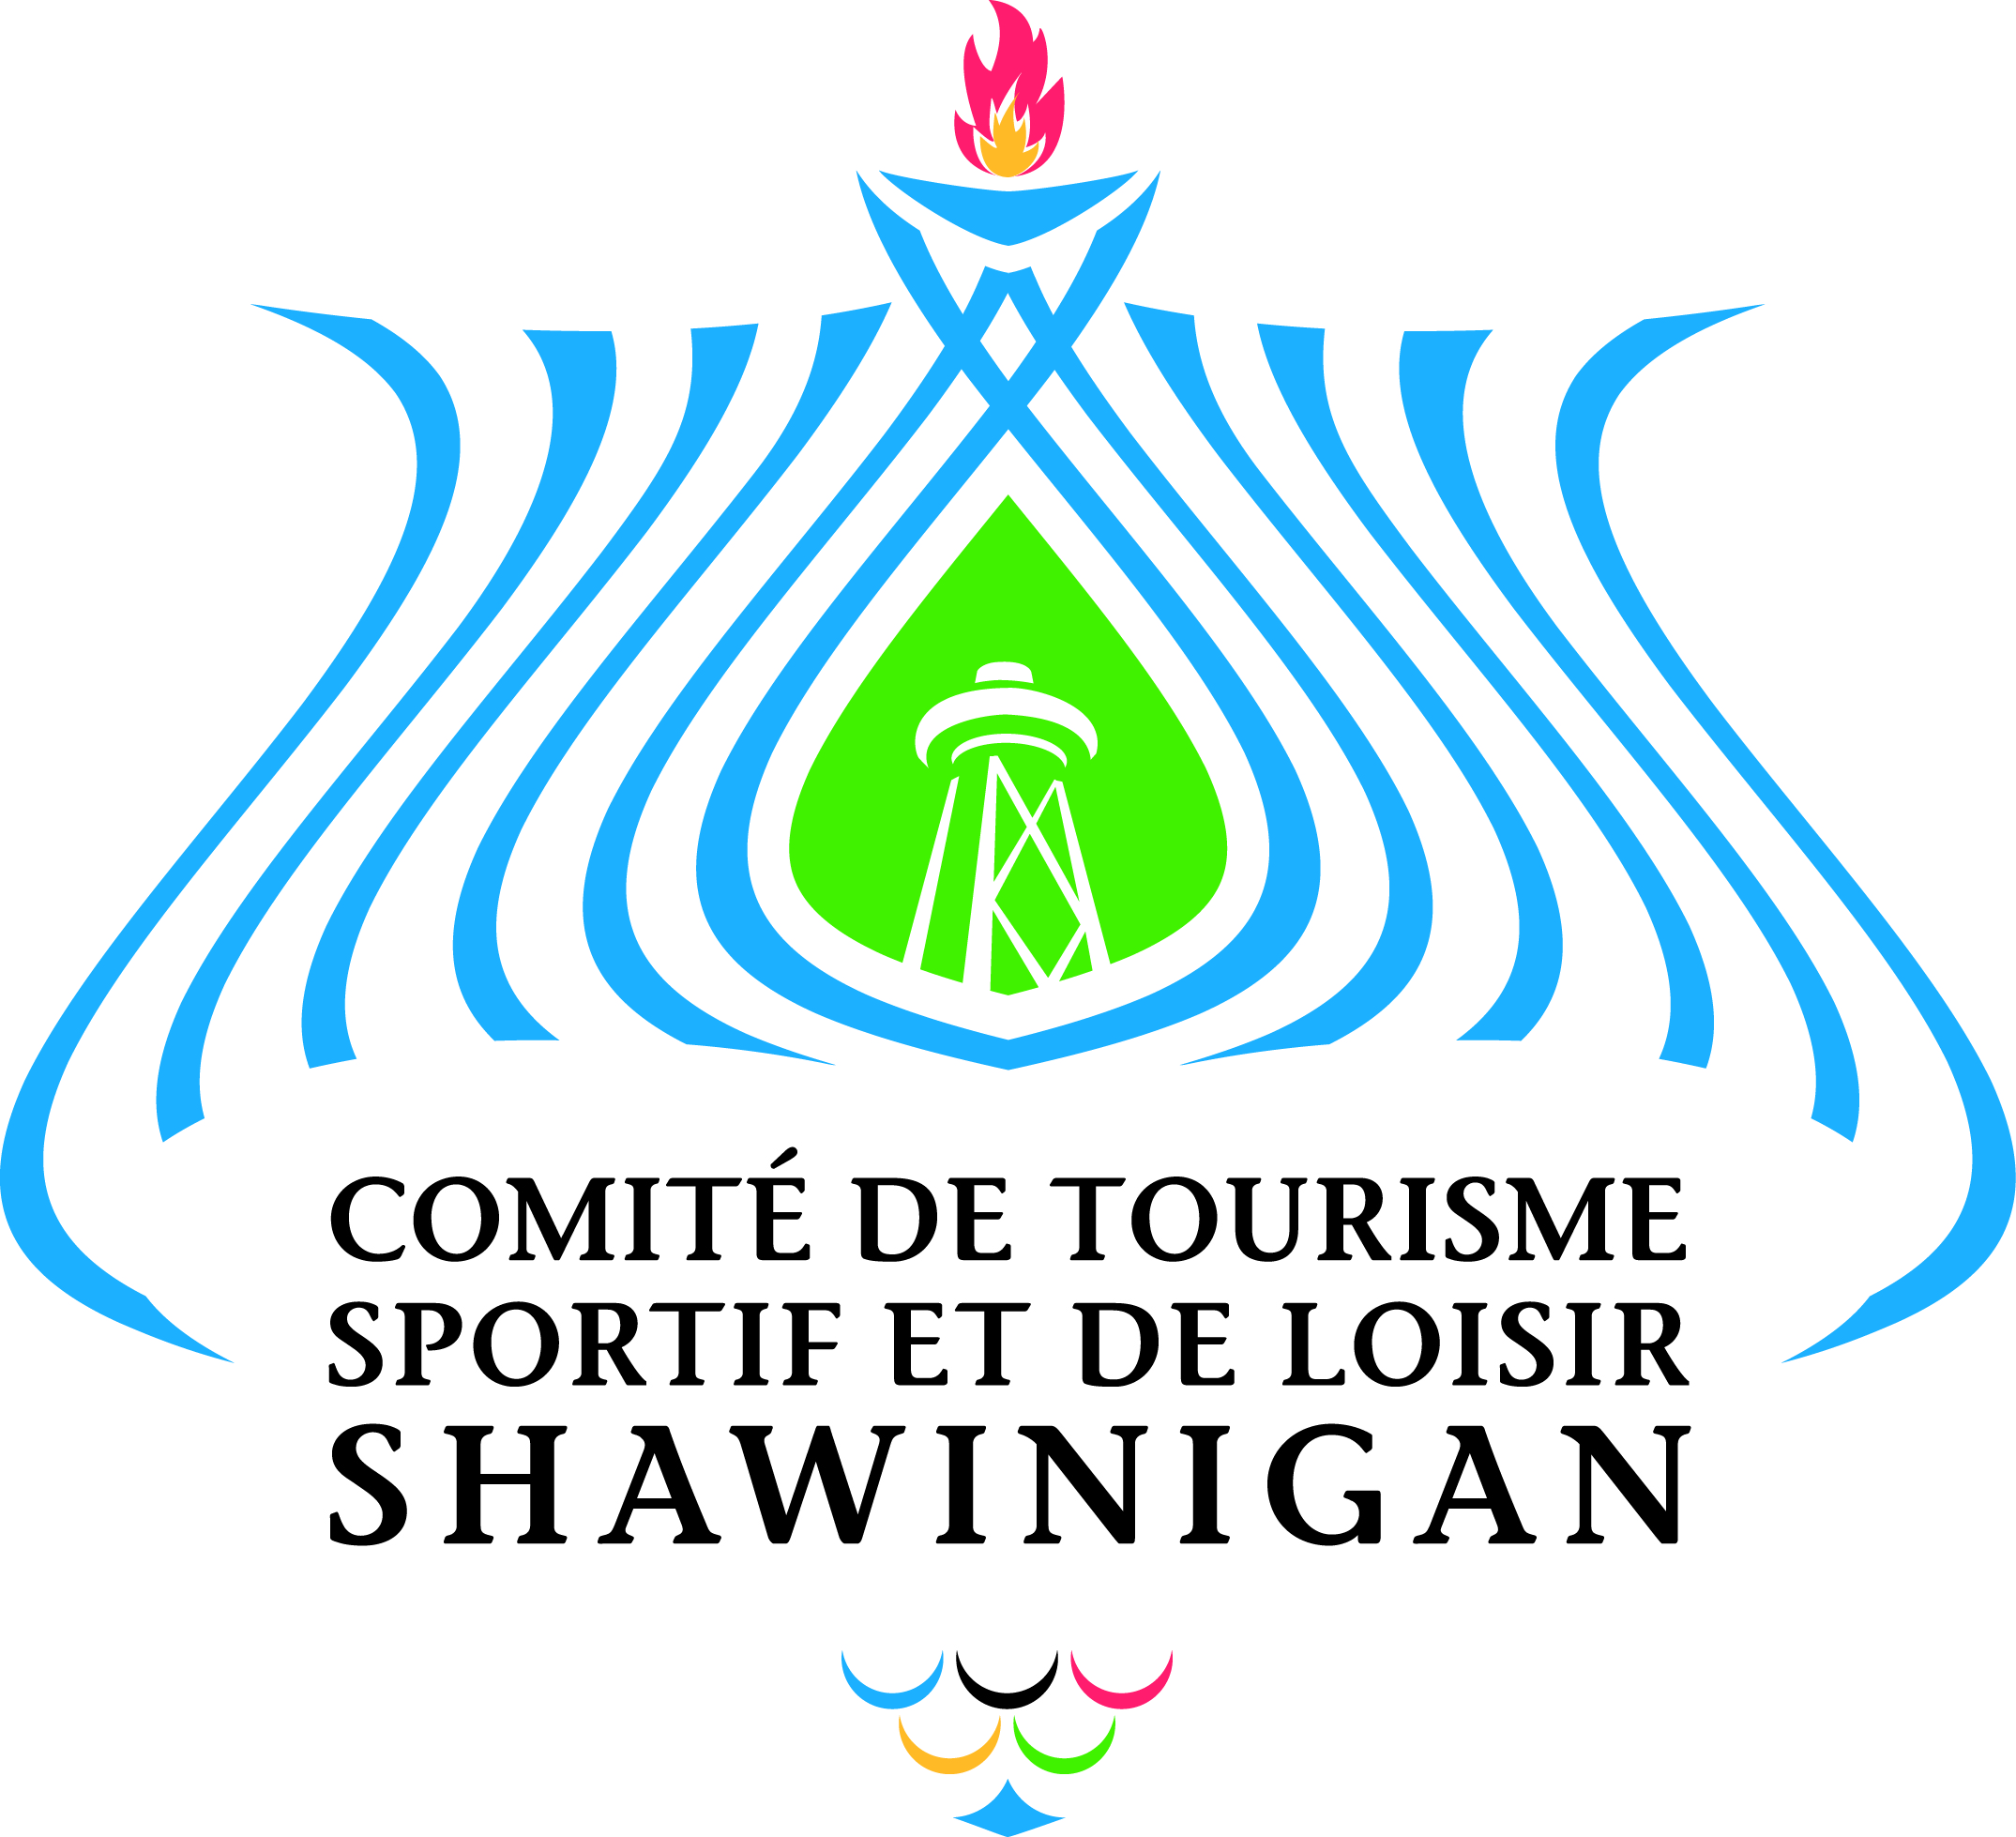 COMITÉ DE TOURISME
SPORTIF ET DE LOISIR
SHAWINIGAN